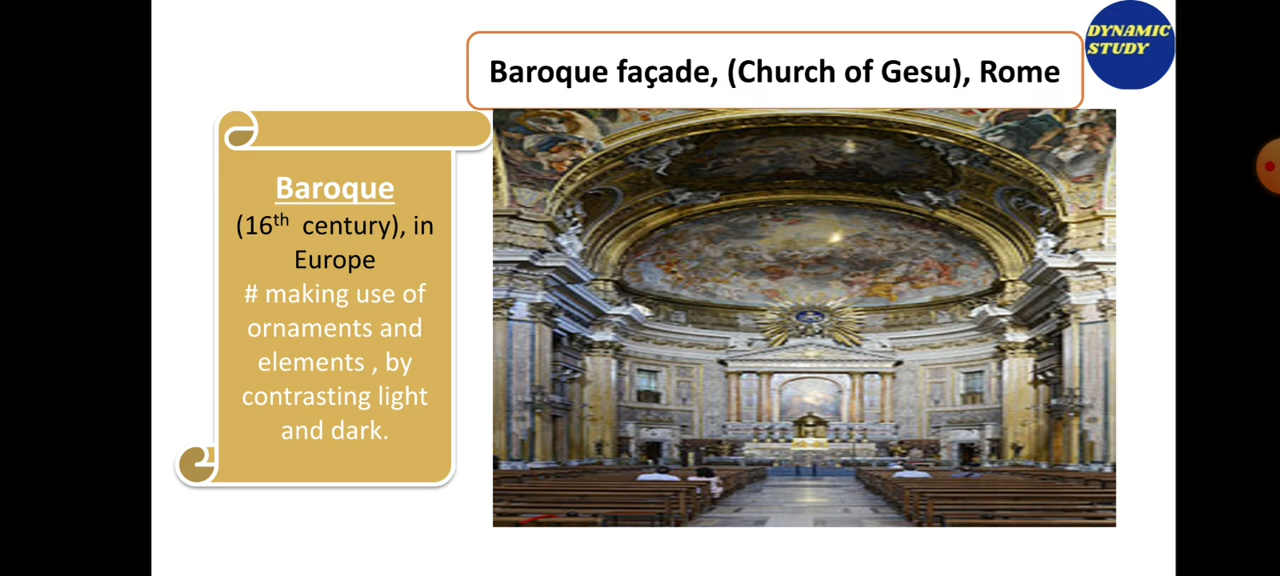 DYNAMIC
STUDY
Baroque façade, (Church of Gesu), Rome
Baroque
(16th century), in
Europe
# making use of
ornaments and
elements , by
contrasting light
and dark.